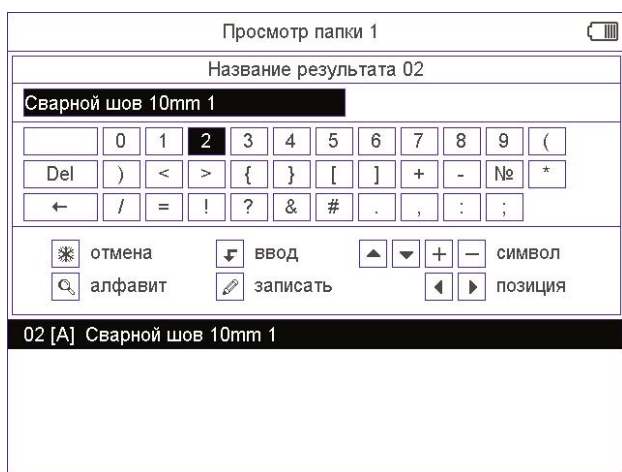 Просмотр папки 1
Название результата 02
Сварной шов 10mm 1
0 1 2 3 4 5 6 7 8 9 (
Del ) < > { } [ ] + - № *
← / = ! ? & # . , : ;
отмена ввод символ
алфавит записать позиция
02 [A] Сварной шов 10mm 1